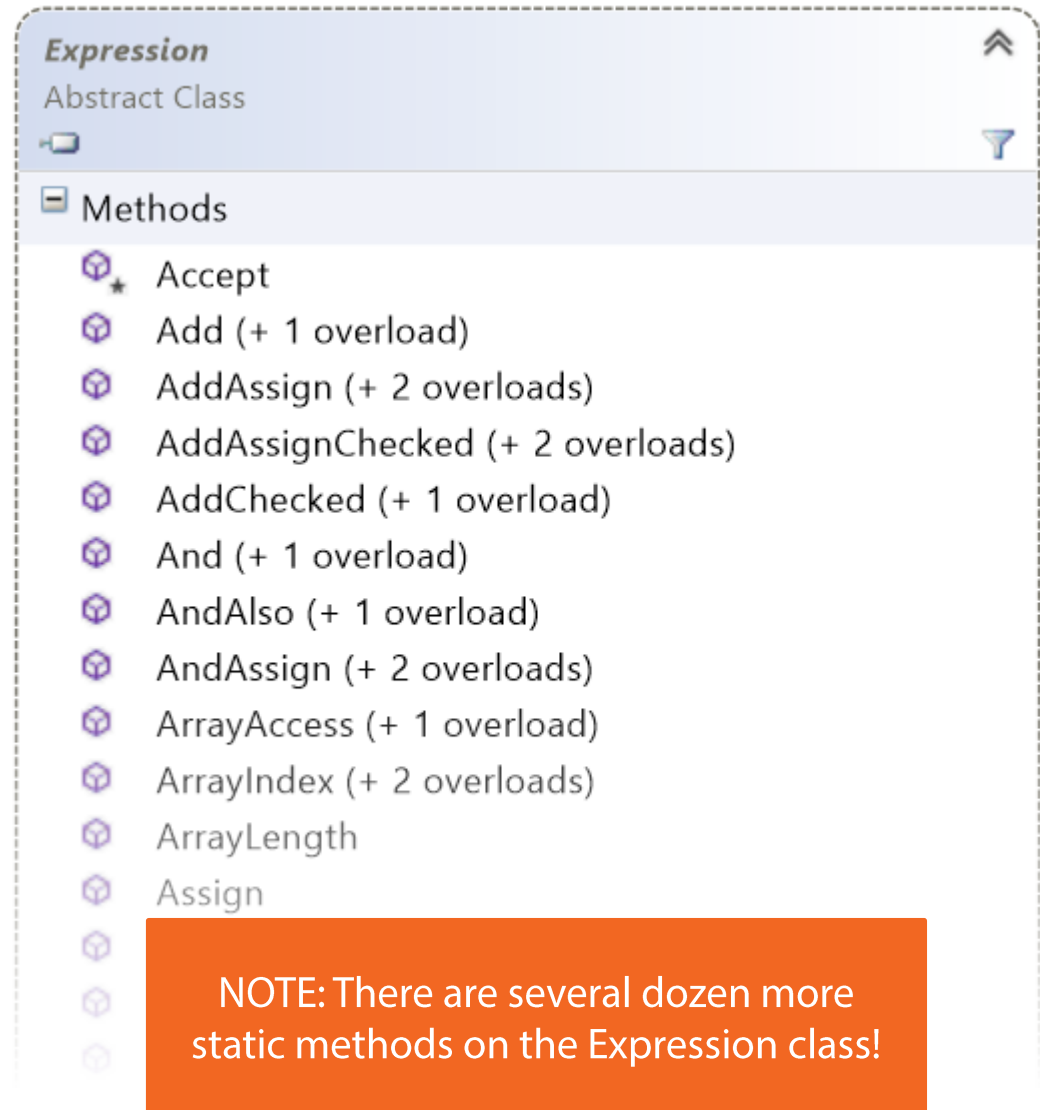 Expression
Abstract Class
Methods
Accept
Add (+ 1 overload)
AddAssign (+ 2 overloads)
AddAssignChecked (+ 2 overloads)
AddChecked (+ 1 overload)
And (+ 1 overload)
AndAlso (+ 1 overload)
AndAssign (+ 2 overloads)
ArrayAccess (+ 1 overload)
ArrayIndex (+ 2 overloads)
ArrayLength
Assign
NOTE: There are several dozen more
static methods on the Expression class!